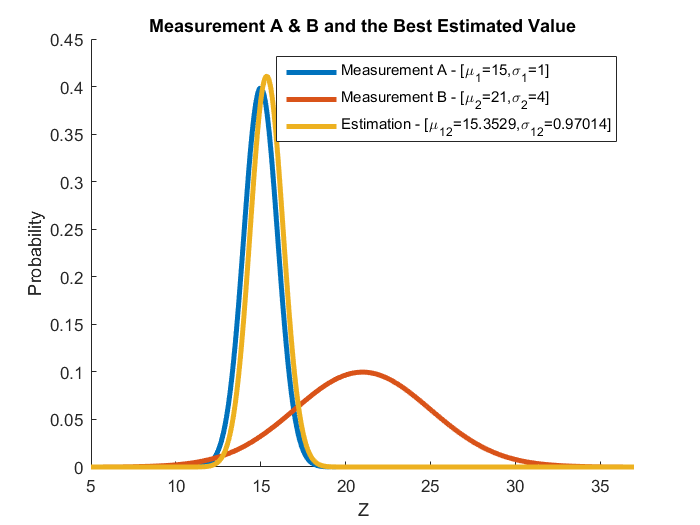 Measurement A & B and the Best Estimated Value
0.45
0.4
0.35
0.3
0.25
0.2
0.15
0.1
0.05
0
Probability
Measurement A - [μ₁=15,σ₁=1]
Measurement B - [μ₂=21,σ₂=4]
Estimation - [μ₁₂=15.3529,σ₁₂=0.97014]
5 10 15 20 25 30 35
Z